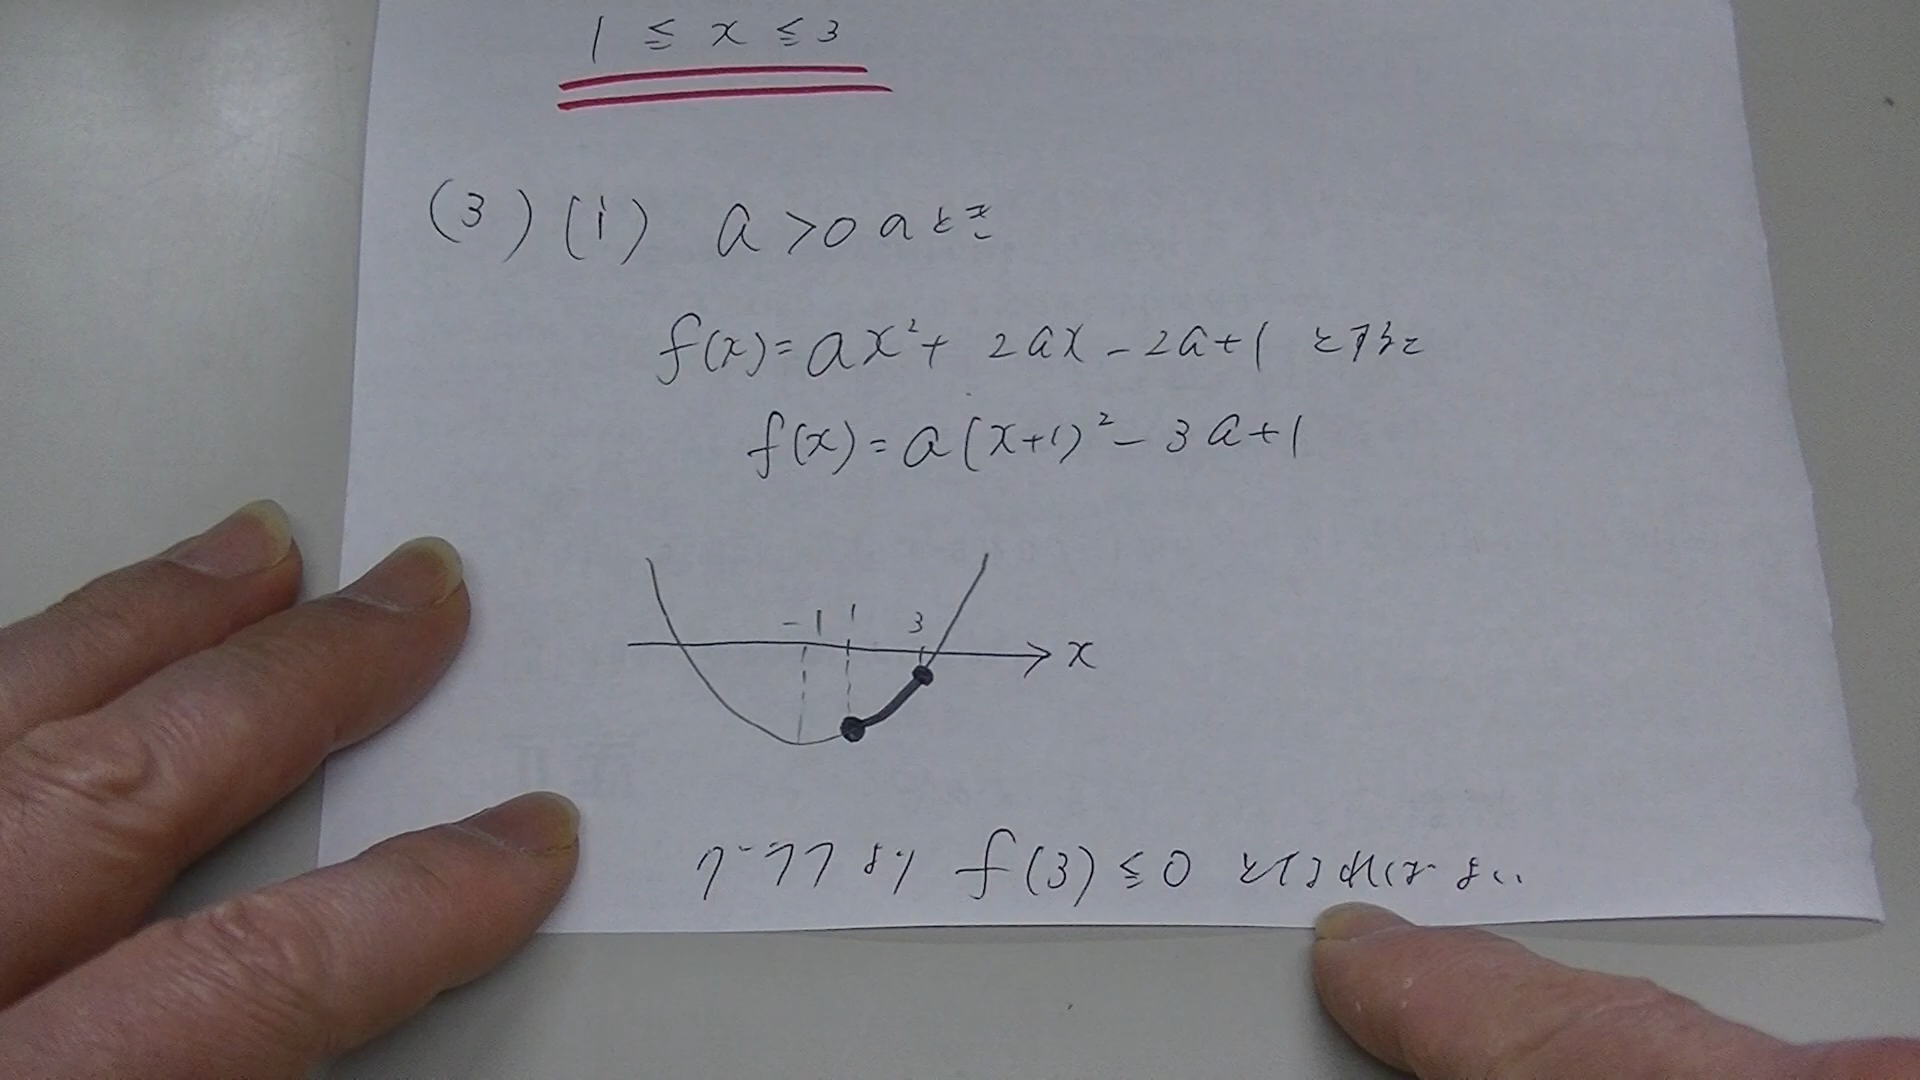 1 ≦ x ≦ 3
(3) (i) a > 0 のとき
f(x) = ax² + 2ax - 2a + 1 とすると
f(x) = a(x+1)² - 3a + 1
-1 1 3
x
グラフより f(3) ≦ 0 となればよい